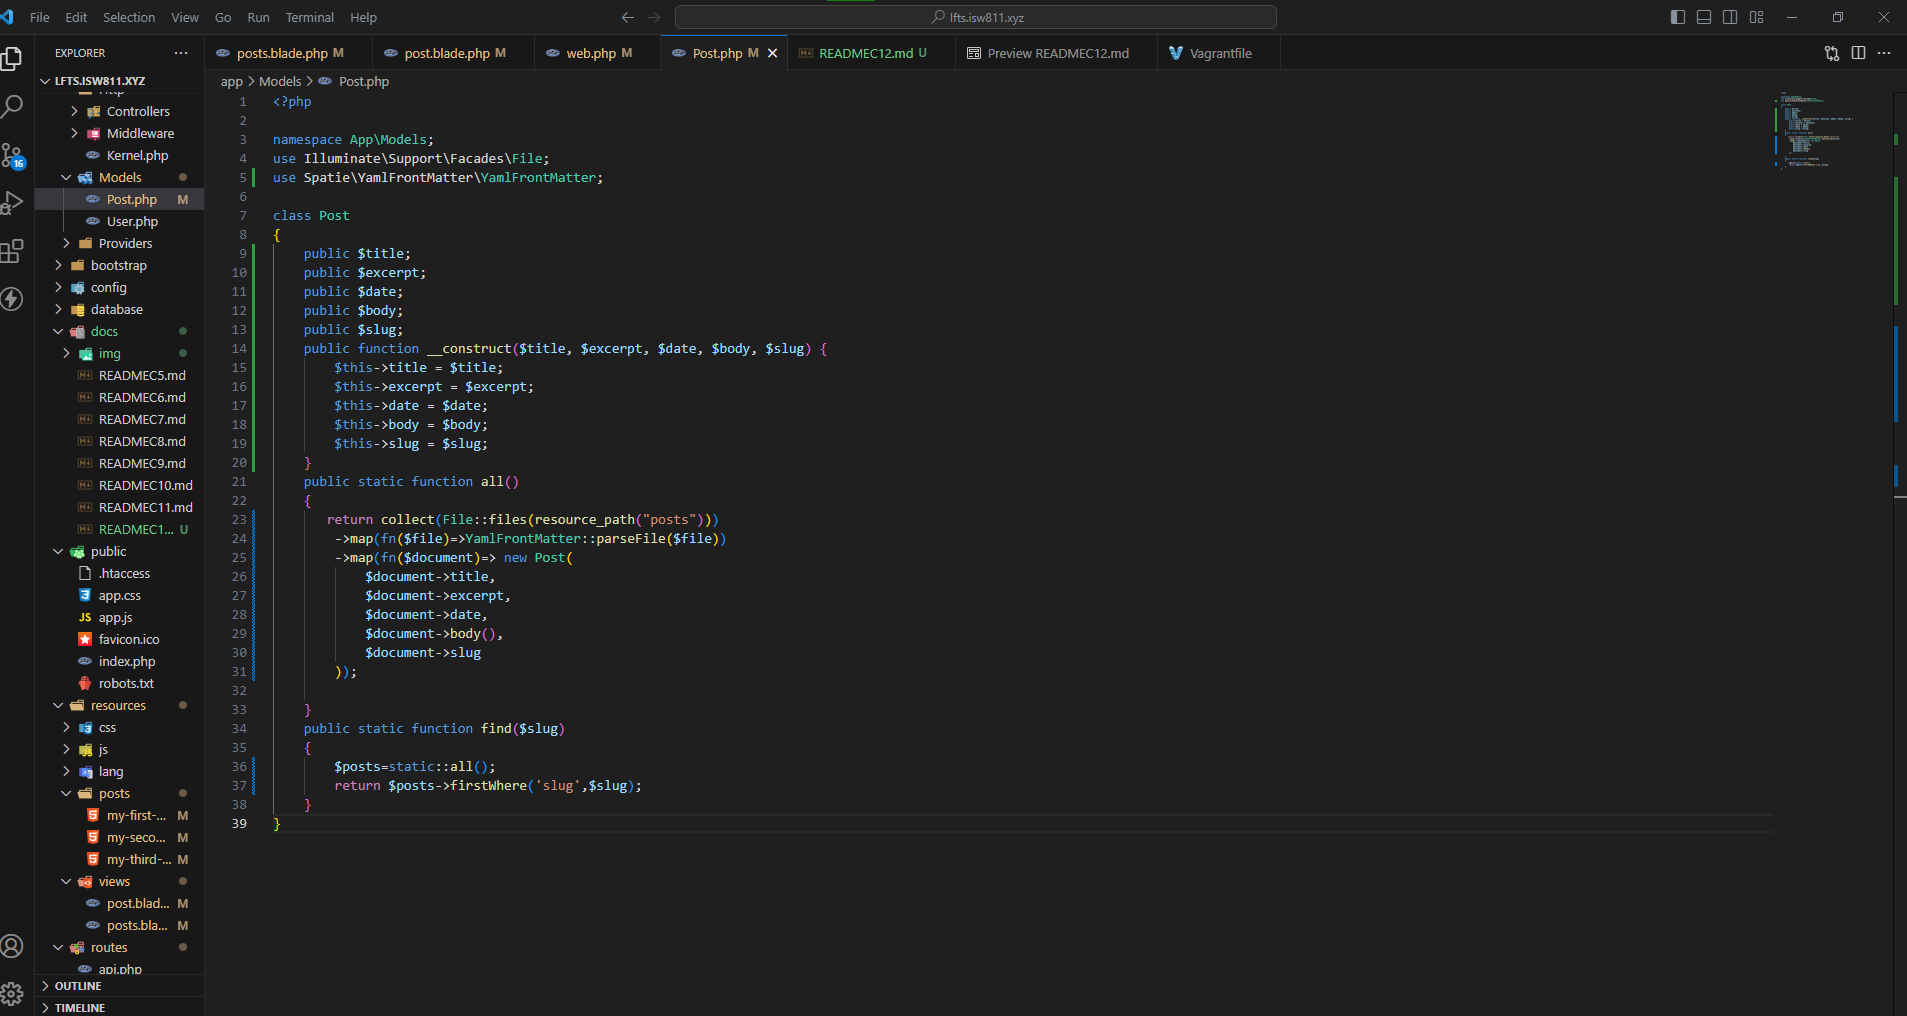 File Edit Selection View Go Run Terminal Help
lfts.isw811.xyz
EXPLORER
posts.blade.php M
post.blade.php M
web.php M
Post.php M
README12.md U
Preview READMEC12.md
Vagrantfile
LFTS.ISW811.XYZ
app > Models > Post.php
Http
Controllers
Middleware
Kernel.php
Models
Post.php M
User.php
Providers
bootstrap
config
database
docs
img
READMEC5.md
READMEC6.md
READMEC7.md
READMEC8.md
READMEC9.md
READMEC10.md
READMEC11.md
READMEC1... U
public
.htaccess
app.css
app.js
favicon.ico
index.php
robots.txt
resources
css
js
lang
posts
my-first-... M
my-seco... M
my-third-... M
views
post.blad... M
posts.bla... M
routes
api.php
OUTLINE
TIMELINE
16
1 <?php
2
3 namespace App\Models;
4 use Illuminate\Support\Facades\File;
5 use Spatie\YamlFrontMatter\YamlFrontMatter;
6
7 class Post
8 {
9 public $title;
10 public $excerpt;
11 public $date;
12 public $body;
13 public $slug;
14 public function __construct($title, $excerpt, $date, $body, $slug) {
15 $this->title = $title;
16 $this->excerpt = $excerpt;
17 $this->date = $date;
18 $this->body = $body;
19 $this->slug = $slug;
20 }
21 public static function all()
22 {
23 return collect(File::files(resource_path("posts")))
24 ->map(fn($file)=>YamlFrontMatter::parseFile($file))
25 ->map(fn($document)=> new Post(
26 $document->title,
27 $document->excerpt,
28 $document->date,
29 $document->body(),
30 $document->slug
31 ));
32
33 }
34 public static function find($slug)
35 {
36 $posts=static::all();
37 return $posts->firstWhere('slug',$slug);
38 }
39 }